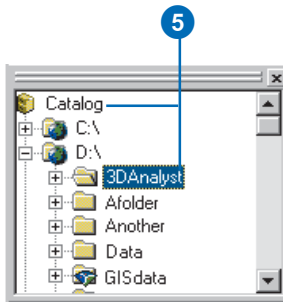 5
Catalog
C:\
D:\
3DAnalyst
Afolder
Another
Data
GISdata